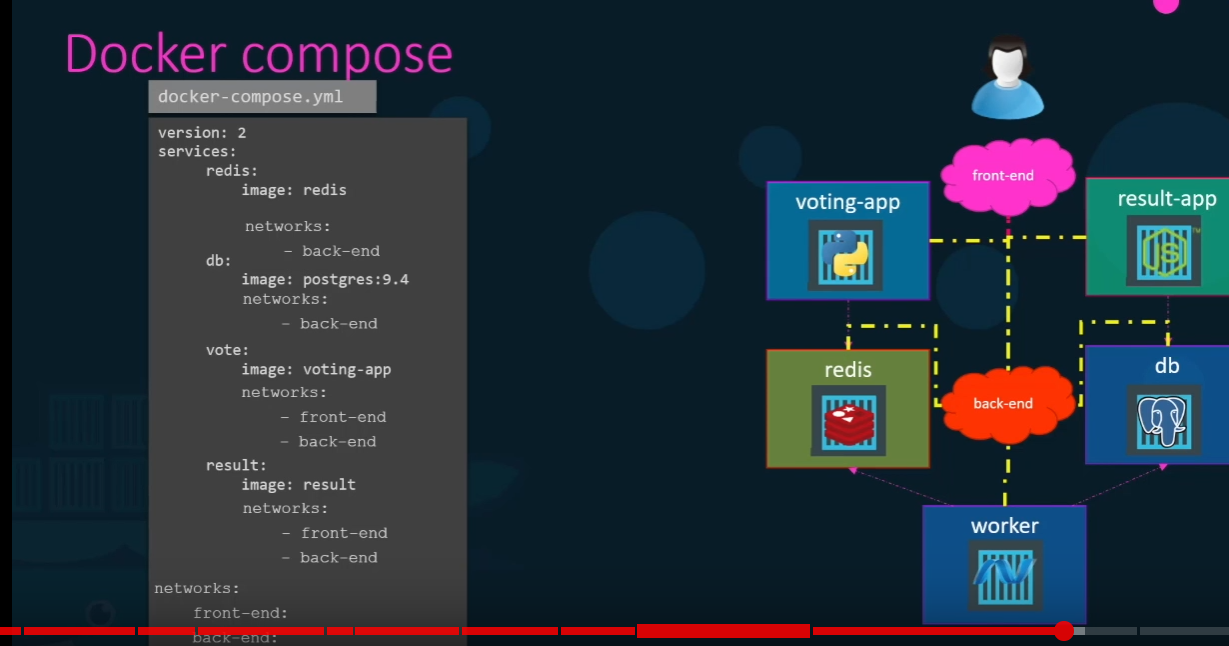 Docker compose
docker-compose.yml
version: 2
services:
redis:
image: redis
networks:
- back-end
db:
image: postgres:9.4
networks:
- back-end
vote:
image: voting-app
networks:
- front-end
- back-end
result:
image: result
networks:
- front-end
- back-end
networks:
front-end:
back-end:
front-end
voting-app
result-app
JS
TM
redis
back-end
db
worker